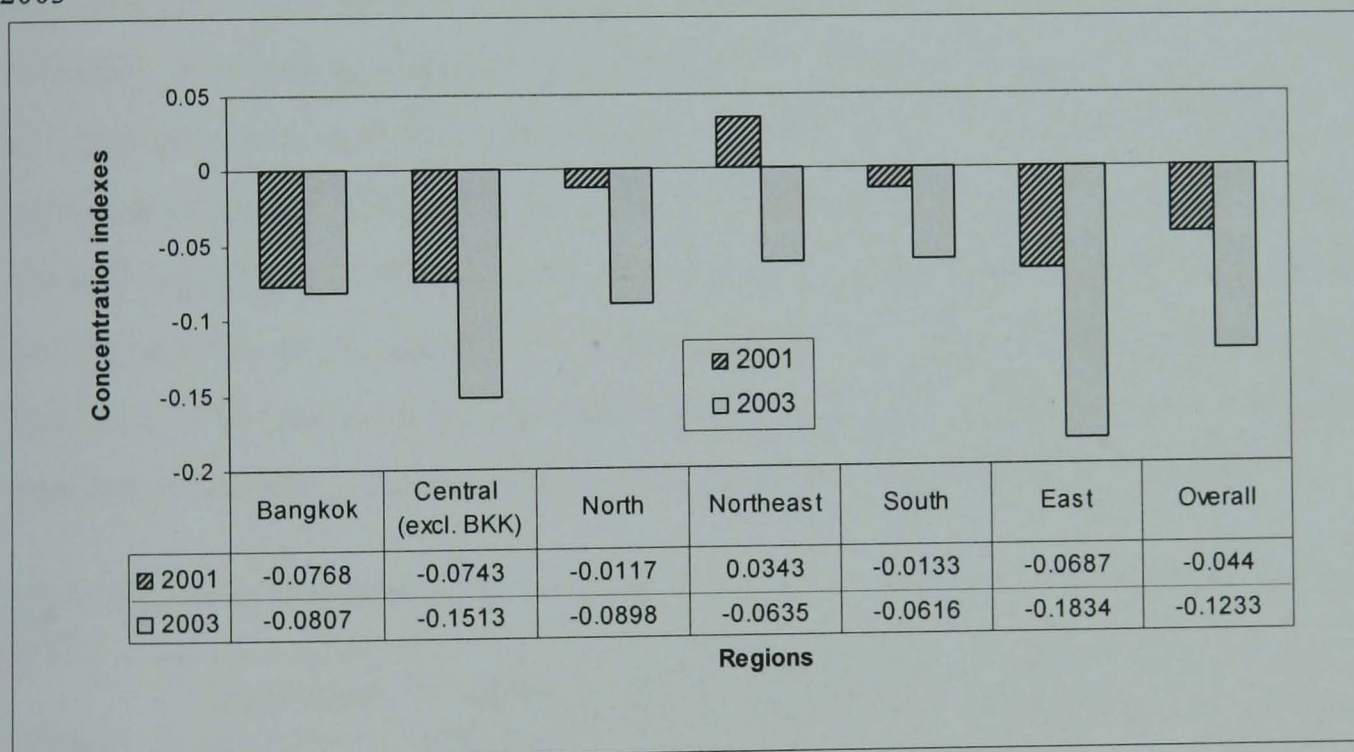 2003
0.05
0
-0.05
-0.1
-0.15
-0.2
Concentration indexes
2001
2003
Bangkok Central (excl. BKK) North Northeast South East Overall
2001 -0.0768 -0.0743 -0.0117 0.0343 -0.0133 -0.0687 -0.044
2003 -0.0807 -0.1513 -0.0898 -0.0635 -0.0616 -0.1834 -0.1233
Regions